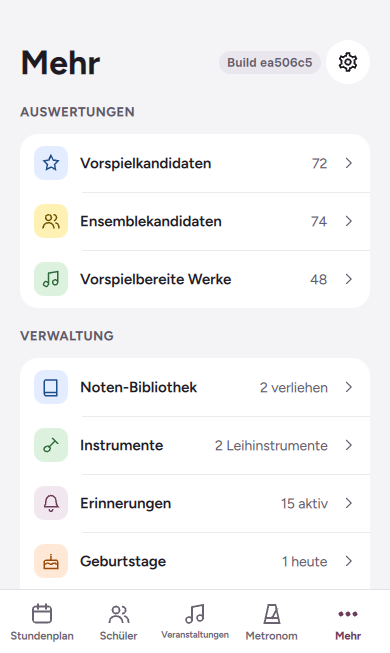 Mehr
Build ea506c5
AUSWERTUNGEN
Vorspielkandidaten 72
Ensemblekandidaten 74
Vorspielbereite Werke 48
VERWALTUNG
Noten-Bibliothek 2 verliehen
Instrumente 2 Leihinstrumente
Erinnerungen 15 aktiv
Geburtstage 1 heute
Stundenplan Schüler Veranstaltungen Metronom Mehr